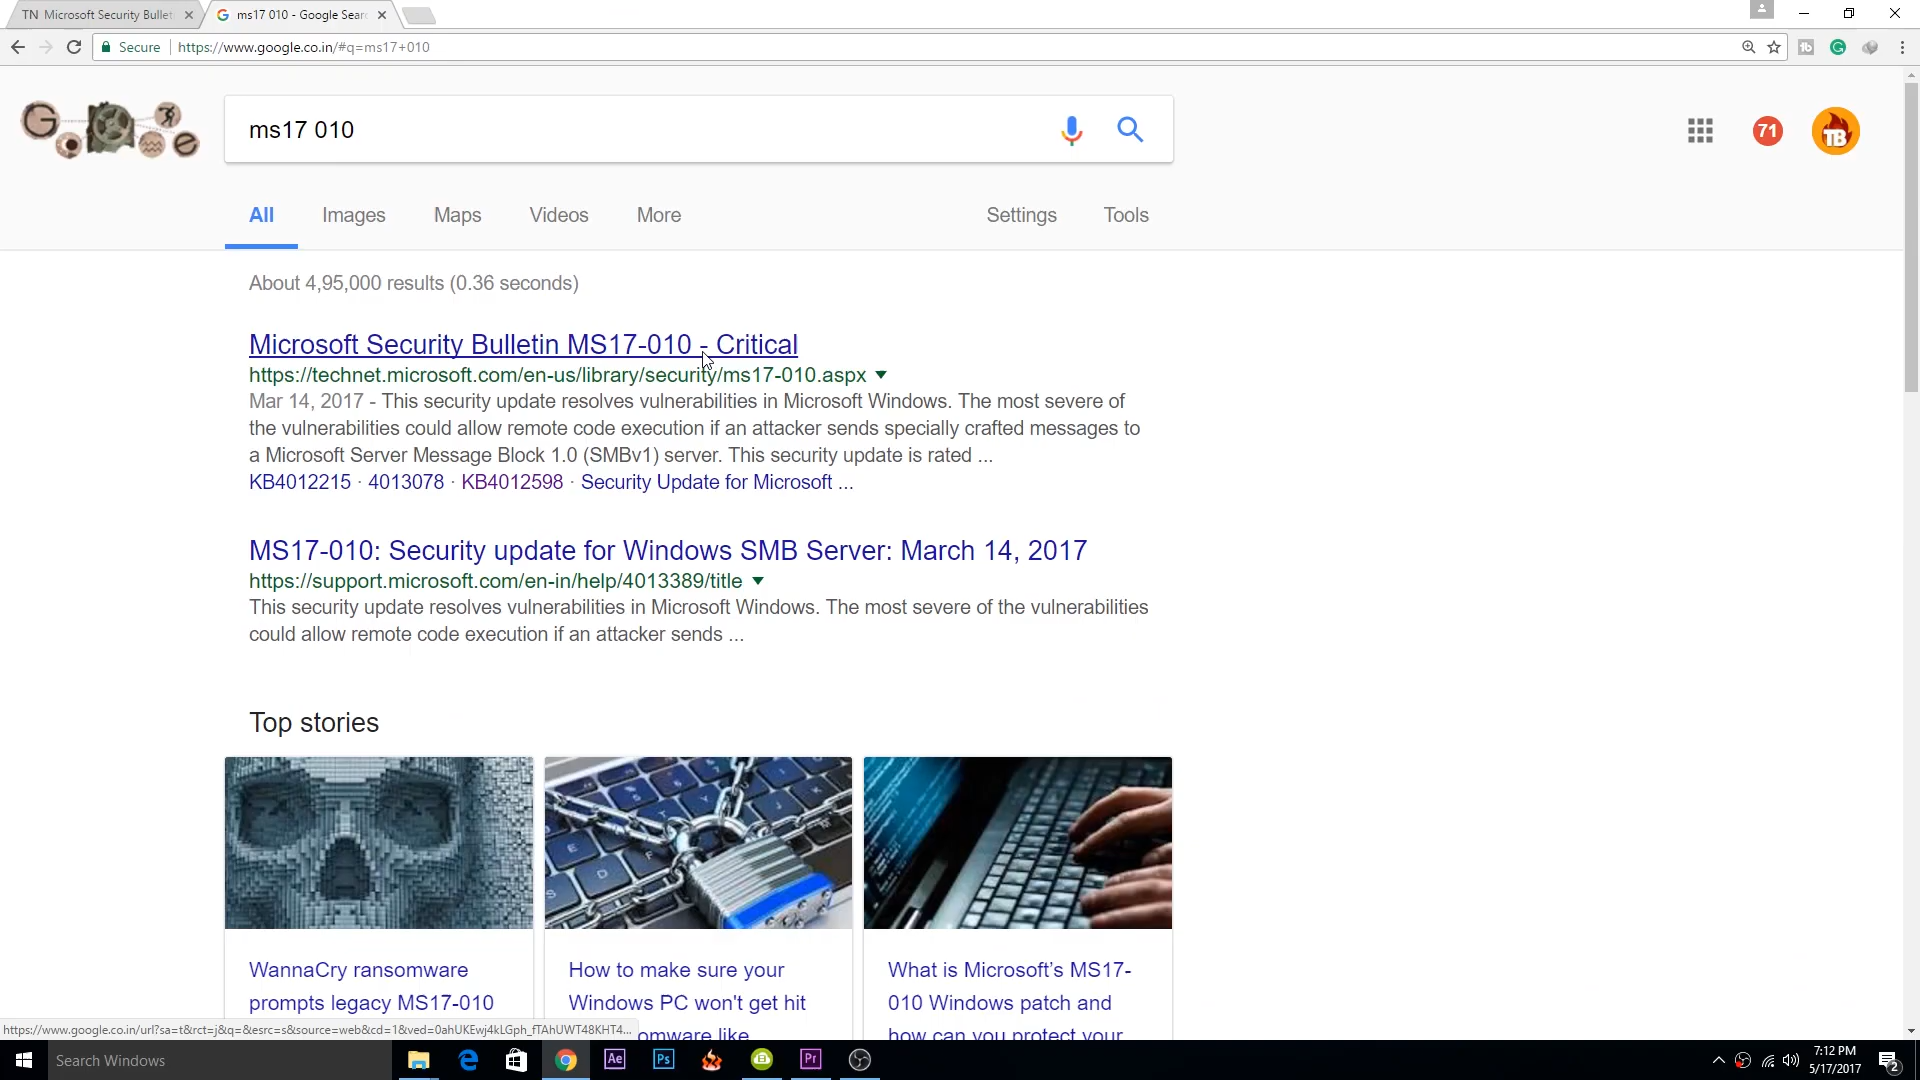 TN Microsoft Security Bullet
ms17 010 - Google Sear
Secure
https://www.google.co.in/#q=ms17+010
ms17 010
71
TB
All
Images
Maps
Videos
More
Settings
Tools
About 4,95,000 results (0.36 seconds)
Microsoft Security Bulletin MS17-010 - Critical
https://technet.microsoft.com/en-us/library/security/ms17-010.aspx
Mar 14, 2017 - This security update resolves vulnerabilities in Microsoft Windows. The most severe of
the vulnerabilities could allow remote code execution if an attacker sends specially crafted messages to
a Microsoft Server Message Block 1.0 (SMBv1) server. This security update is rated ...
KB4012215 · 4013078 · KB4012598 · Security Update for Microsoft ...
MS17-010: Security update for Windows SMB Server: March 14, 2017
https://support.microsoft.com/en-in/help/4013389/title
This security update resolves vulnerabilities in Microsoft Windows. The most severe of the vulnerabilities
could allow remote code execution if an attacker sends ...
Top stories
WannaCry ransomware
prompts legacy MS17-010
How to make sure your
Windows PC won't get hit
omware like
What is Microsoft's MS17-
010 Windows patch and
how can you protect your
https://www.google.co.in/url?sa=t&rct=j&q=&esrc=s&source=web&cd=1&ved=0ahUKEwj4kLGph_fTAhUWT48KHT4...
Search Windows
Ae
Ps
Pr
7:12 PM
5/17/2017
2